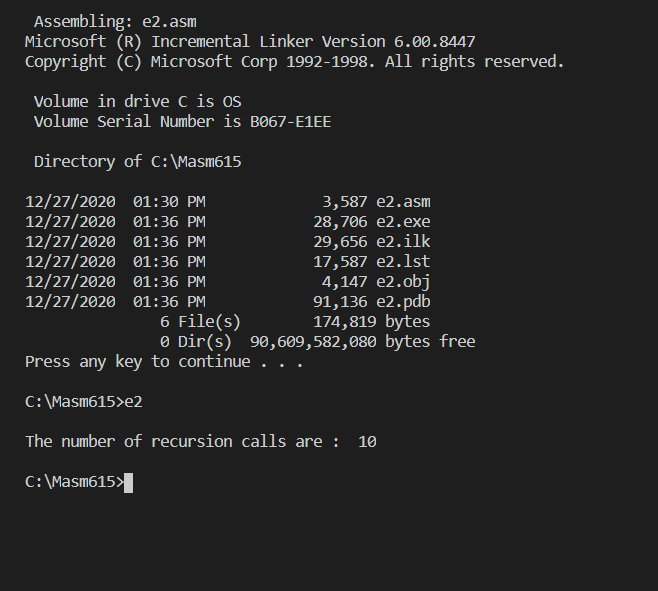 Assembling: e2.asm
Microsoft (R) Incremental Linker Version 6.00.8447
Copyright (C) Microsoft Corp 1992-1998. All rights reserved.
Volume in drive C is OS
Volume Serial Number is B067-E1EE
Directory of C:\Masm615
12/27/2020  01:30 PM             3,587 e2.asm
12/27/2020  01:36 PM            28,706 e2.exe
12/27/2020  01:36 PM            29,656 e2.ilk
12/27/2020  01:36 PM            17,587 e2.lst
12/27/2020  01:36 PM             4,147 e2.obj
12/27/2020  01:36 PM            91,136 e2.pdb
6 File(s)        174,819 bytes
0 Dir(s)  90,609,582,080 bytes free
Press any key to continue . . .
C:\Masm615>e2
The number of recursion calls are :  10
C:\Masm615>